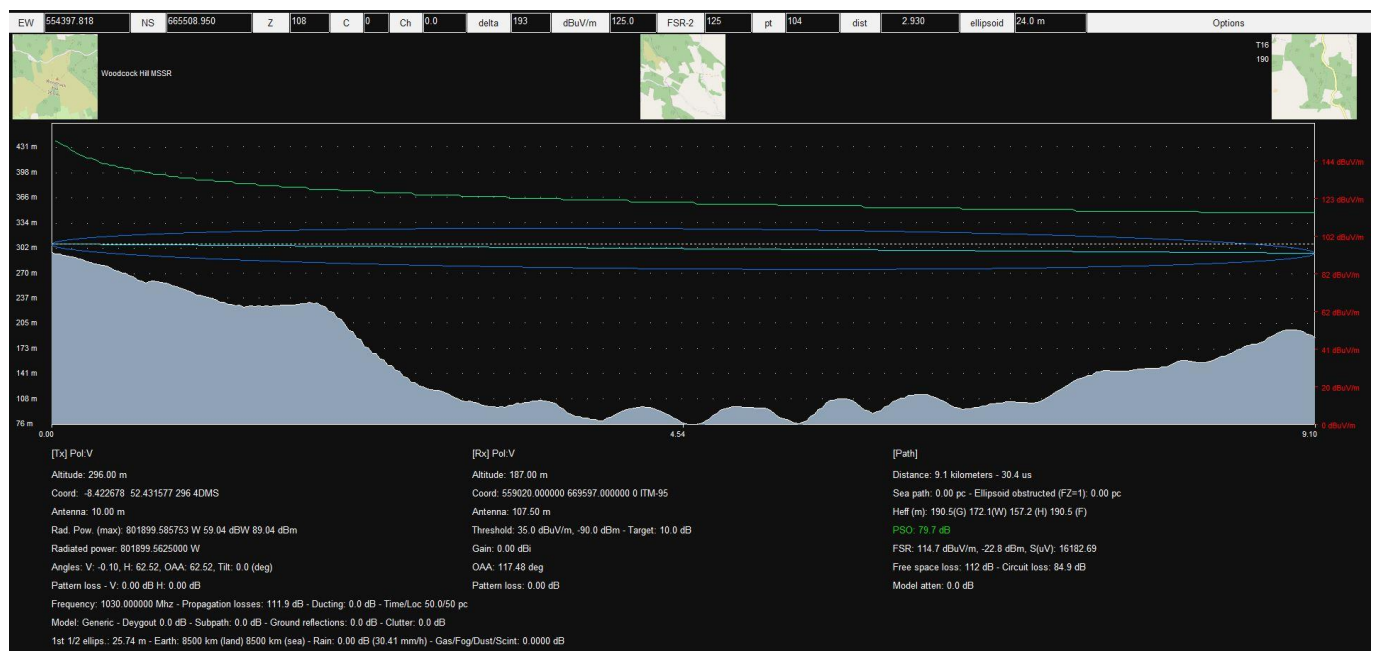 EW 554397.818 NS 665508.950 Z 108 C 0 Ch 0.0 delta 193 dBuV/m 125.0 FSR-2 125 pt 104 dist 2.930 ellipsoid 24.0 m Options
Woodcock Hill MSSR
T16
190
431 m
398 m
366 m
334 m
302 m
270 m
237 m
205 m
173 m
141 m
108 m
76 m
144 dBuV/m
123 dBuV/m
102 dBuV/m
82 dBuV/m
62 dBuV/m
41 dBuV/m
20 dBuV/m
0 dBuV/m
0.00 4.54 9.10
[Tx] Pol:V
Altitude: 296.00 m
Coord: -8.422678 52.431577 296 4DMS
Antenna: 10.00 m
Rad. Pow. (max): 801899.585753 W 59.04 dBW 89.04 dBm
Radiated power: 801899.5625000 W
Angles: V: -0.10, H: 62.52, OAA: 62.52, Tilt: 0.0 (deg)
Pattern loss - V: 0.00 dB H: 0.00 dB
Frequency: 1030.000000 Mhz - Propagation losses: 111.9 dB - Ducting: 0.0 dB - Time/Loc 50.0/50 pc
Model: Generic - Deygout 0.0 dB - Subpath: 0.0 dB - Ground reflections: 0.0 dB - Clutter: 0.0 dB
1st 1/2 ellips.: 25.74 m - Earth: 8500 km (land) 8500 km (sea) - Rain: 0.00 dB (30.41 mm/h) - Gas/Fog/Dust/Scint: 0.0000 dB
[Rx] Pol:V
Altitude: 187.00 m
Coord: 559020.000000 669597.000000 0 ITM-95
Antenna: 107.50 m
Threshold: 35.0 dBuV/m, -90.0 dBm - Target: 10.0 dB
Gain: 0.00 dBi
OAA: 117.48 deg
Pattern loss: 0.00 dB
[Path]
Distance: 9.1 kilometers - 30.4 us
Sea path: 0.00 pc - Ellipsoid obstructed (FZ=1): 0.00 pc
Heff (m): 190.5(G) 172.1(W) 157.2 (H) 190.5 (F)
PSO: 79.7 dB
FSR: 114.7 dBuV/m, -22.8 dBm, S(uV): 16182.69
Free space loss: 112 dB - Circuit loss: 84.9 dB
Model atten: 0.0 dB